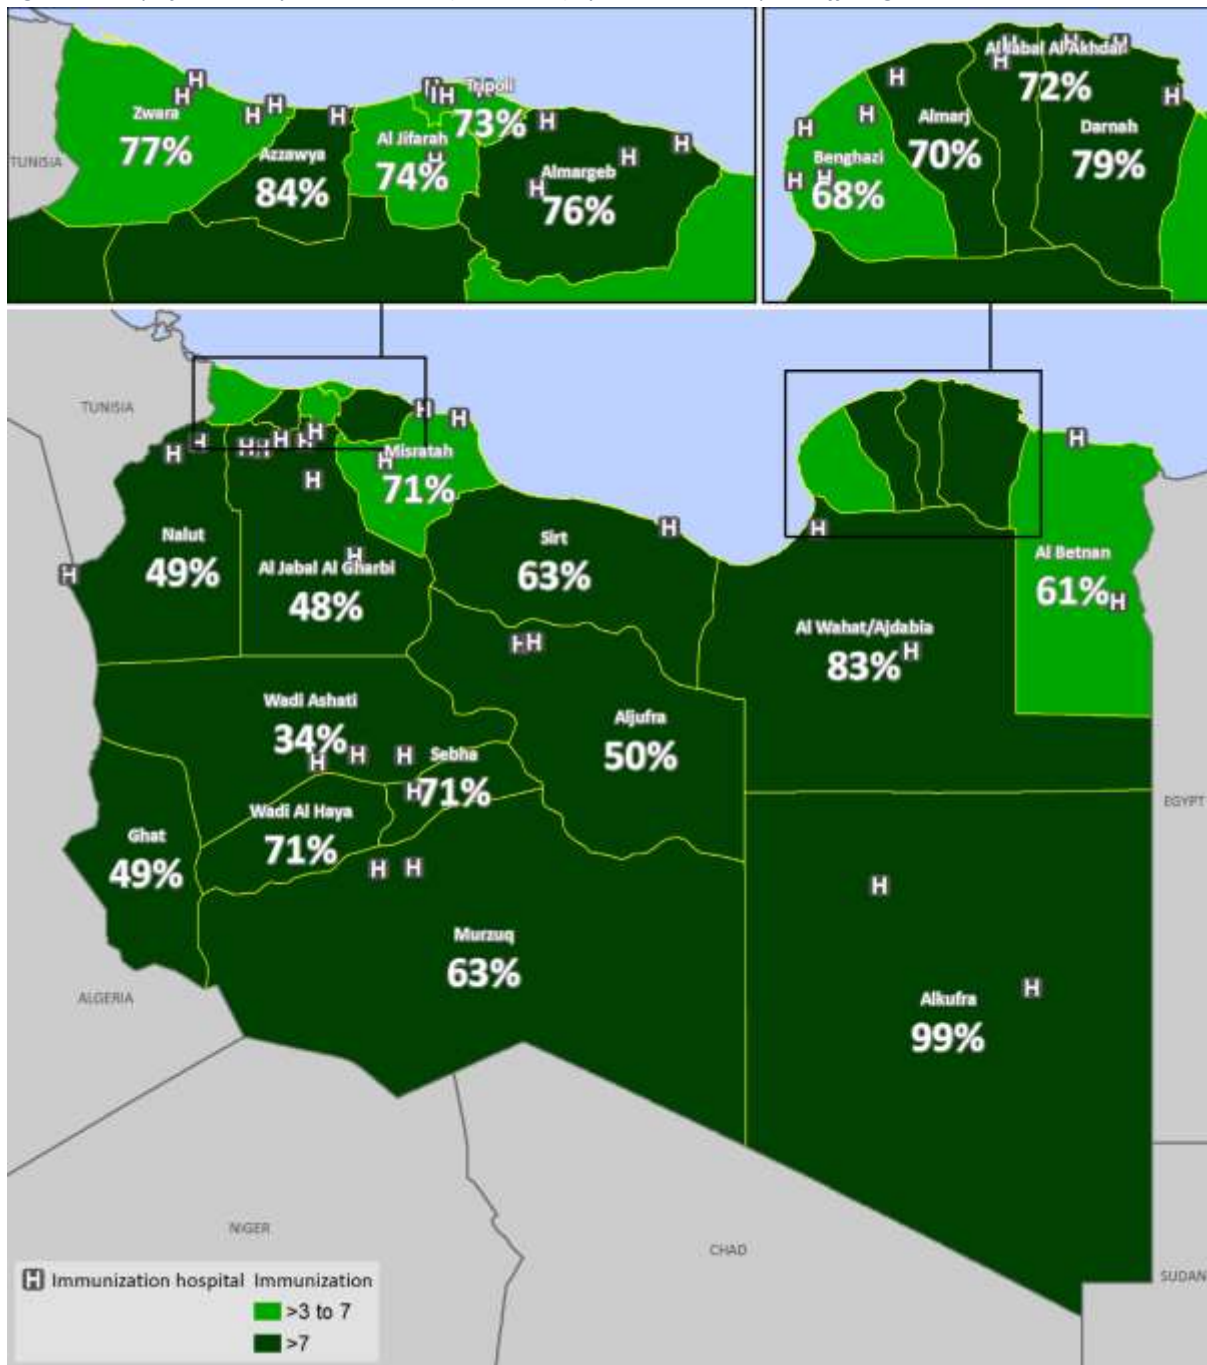 Zwara
77%
TUNISIA
Azzawya
84%
Al Jifarah
74%
Tripoli
73%
Almargeb
76%
Al Jabal Al Akhdar
72%
Almarj
70%
Darnah
79%
Benghazi
68%
TUNISIA
Misratah
71%
Nalut
49%
Al Jabal Al Gharbi
48%
Sirt
63%
Al Betnan
61%
Al Wahat/Ajdabia
83%
Wadi Ashati
34%
Aljufra
50%
Sebha
71%
Wadi Al Haya
71%
Ghat
49%
EGYPT
Murzuq
63%
ALGERIA
Alkufra
99%
NIGER
CHAD
SUDAN
H Immunization hospital Immunization
>3 to 7
>7